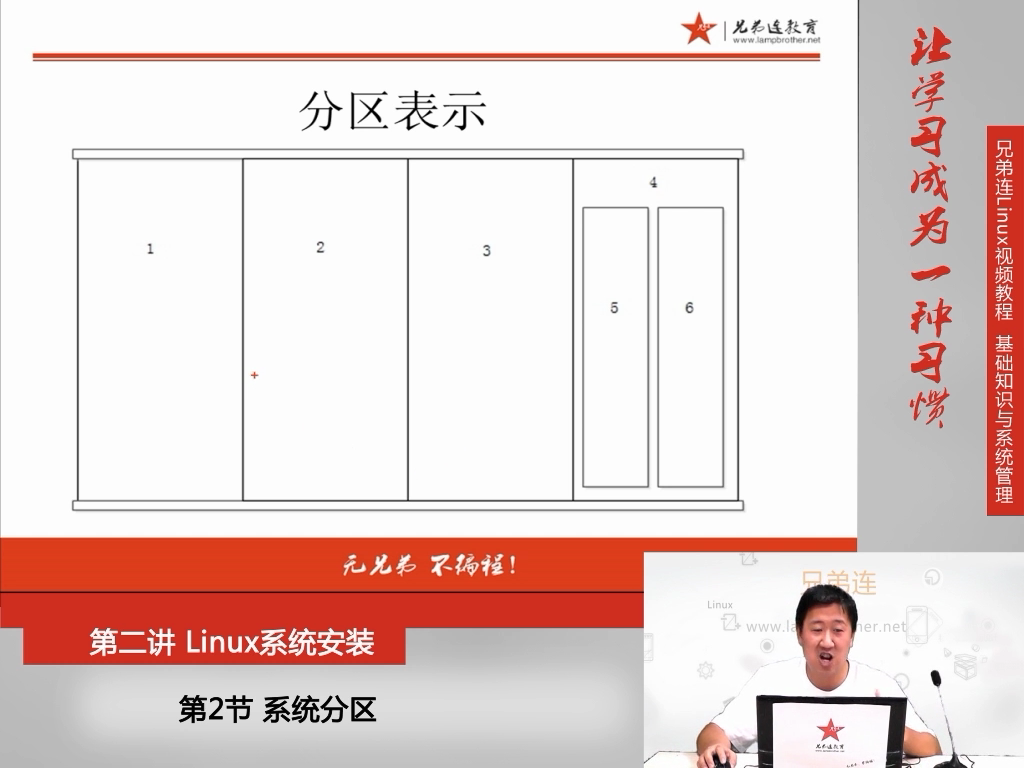 兄弟连教育
www.lampbrother.net
分区表示
1
2
3
4
5
6
无兄弟 不编程!
第二讲 Linux系统安装
第2节 系统分区
让学习成为一种习惯
兄弟连Linux视频教程 基础知识与系统管理
兄弟连
Linux
www.la
other.net
兄弟连教育